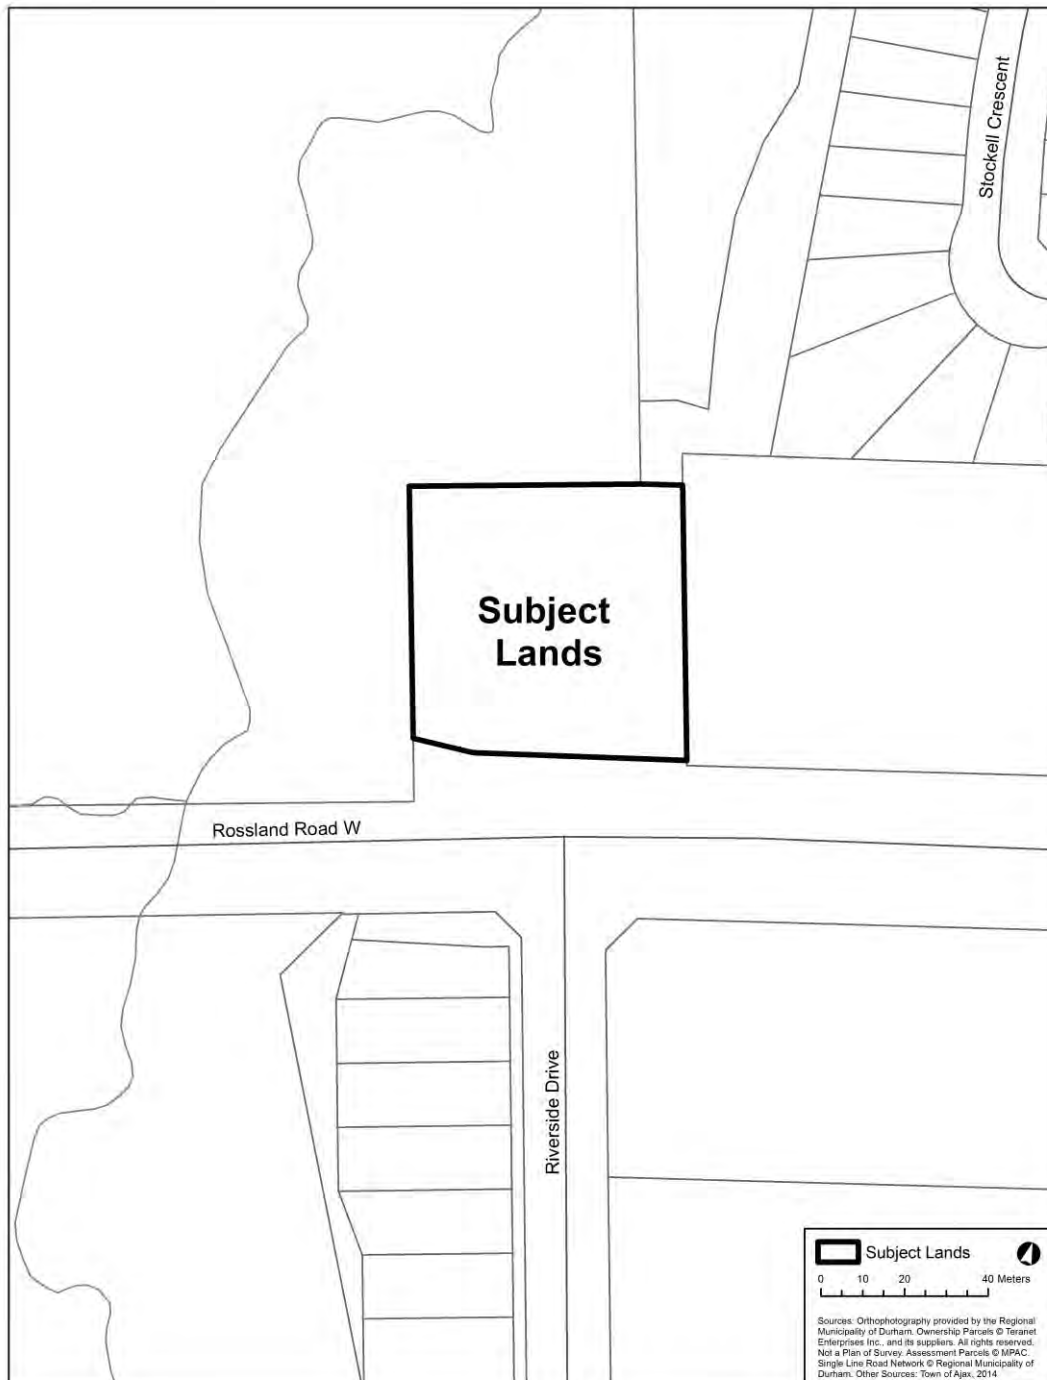 Stockell Crescent
Subject
Lands
Rossland Road W
Riverside Drive
Subject Lands
0 10 20 40 Meters
Sources: Orthophotography provided by the Regional
Municipality of Durham. Ownership Parcels © Teranet
Enterprises Inc., and its suppliers. All rights reserved.
Not a Plan of Survey. Assessment Parcels © MPAC.
Single Line Road Network © Regional Municipality of
Durham. Other Sources: Town of Ajax, 2014